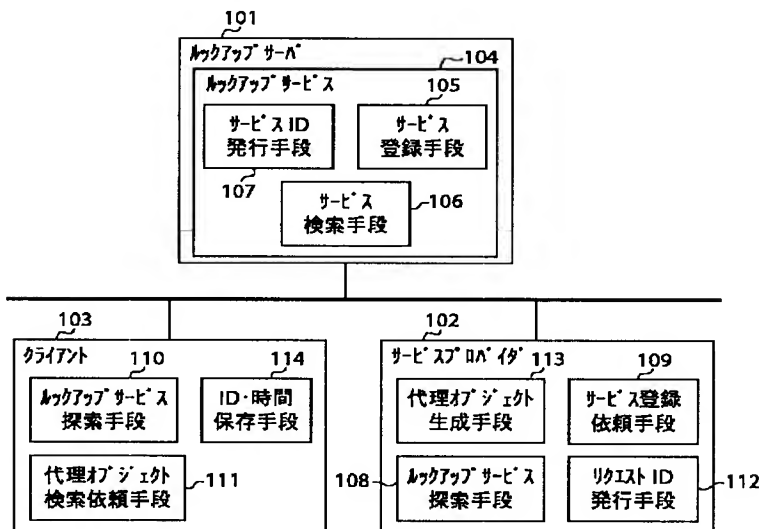 101
ﾙｯｸｱｯﾌﾟｻｰﾊﾞ
104
ﾙｯｸｱｯﾌﾟｻｰﾋﾞｽ
105
ｻｰﾋﾞｽ ID
発行手段
ｻｰﾋﾞｽ
登録手段
107
ｻｰﾋﾞｽ
検索手段
106
103
ｸﾗｲｱﾝﾄ
110
114
ﾙｯｸｱｯﾌﾟｻｰﾋﾞｽ
探索手段
ID・時間
保存手段
代理ｵﾌﾞｼﾞｪｸﾄ
検索依頼手段
111
102
ｻｰﾋﾞｽﾌﾟﾛﾊﾞｲﾀﾞ
113
109
代理ｵﾌﾞｼﾞｪｸﾄ
生成手段
ｻｰﾋﾞｽ登録
依頼手段
108
ﾙｯｸｱｯﾌﾟｻｰﾋﾞｽ
探索手段
ﾘｸｴｽﾄ ID
発行手段
112